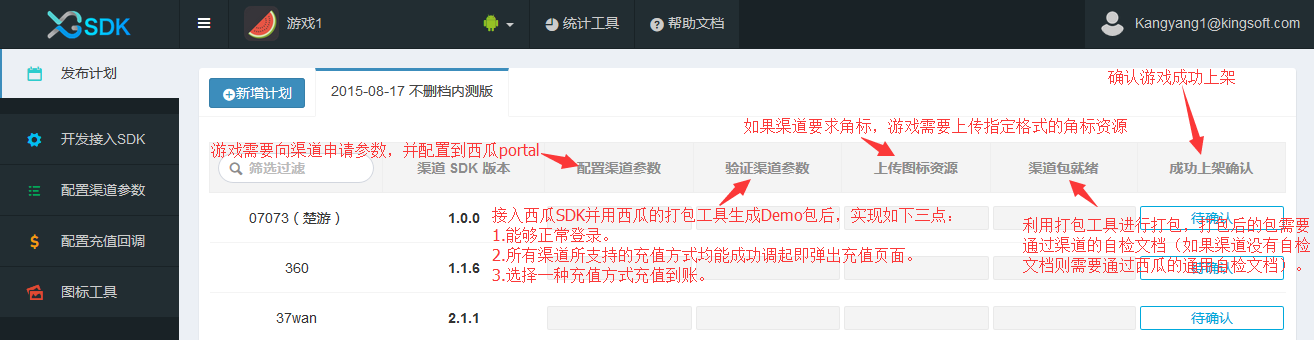 XGSDK
游戏1
统计工具
帮助文档
Kangyang1@kingsoft.com
发布计划
开发接入SDK
配置渠道参数
配置充值回调
图标工具
新增计划
2015-08-17 不删档内测版
确认游戏成功上架
如果渠道要求角标，游戏需要上传指定格式的角标资源
游戏需要向渠道申请参数，并配置到西瓜portal
筛选过滤
渠道 SDK 版本
配置渠道参数
验证渠道参数
上传图标资源
渠道包就绪
成功上架确认
07073（楚游）
1.0.0
待确认
接入西瓜SDK并用西瓜的打包工具生成Demo包后，实现如下三点：
1.能够正常登录。
2.所有渠道所支持的充值方式均能成功调起即弹出充值页面。
3.选择一种充值方式充值到账。
利用打包工具进行打包，打包后的包需要
通过渠道的自检文档（如果渠道没有自检
文档则需要通过西瓜的通用自检文档）。
360
1.1.6
待确认
37wan
2.1.1
待确认